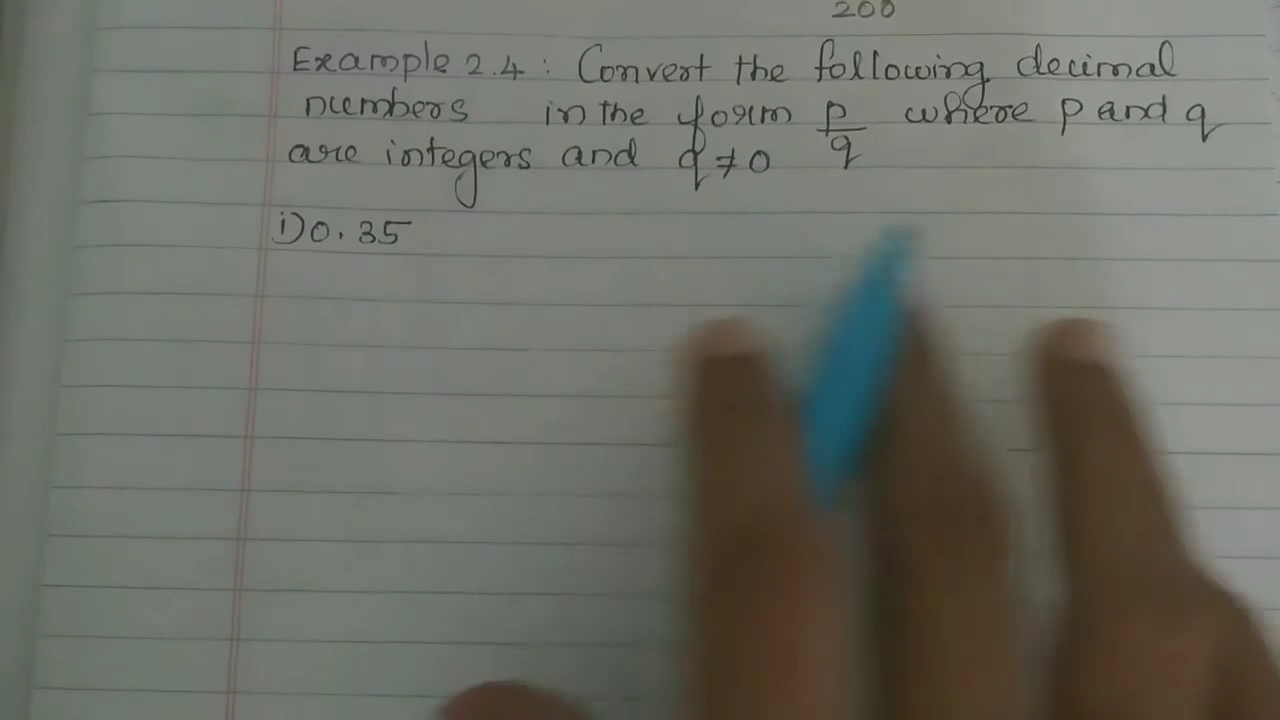 200
Example 2.4 : Convert the following decimal
numbers in the form p/q where p and q
are integers and q ≠ 0
i) 0.35